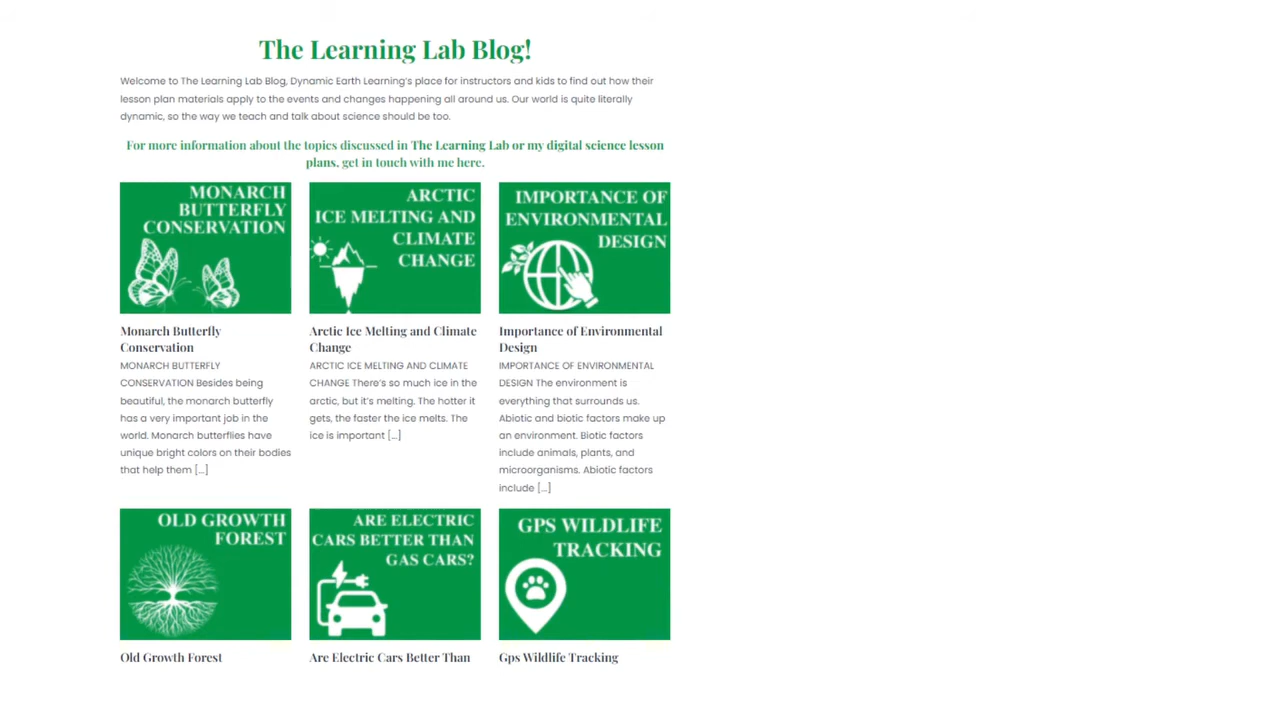 The Learning Lab Blog!
Welcome to The Learning Lab Blog, Dynamic Earth Learning's place for instructors and kids to find out how their
lesson plan materials apply to the events and changes happening all around us. Our world is quite literally
dynamic, so the way we teach and talk about science should be too.
For more information about the topics discussed in The Learning Lab or my digital science lesson
plans, get in touch with me here.
MONARCH
BUTTERFLY
CONSERVATION
Monarch Butterfly
Conservation
MONARCH BUTTERFLY
CONSERVATION Besides being
beautiful, the monarch butterfly
has a very important job in the
world. Monarch butterflies have
unique bright colors on their bodies
that help them [...]
ARCTIC
ICE MELTING AND
CLIMATE
CHANGE
Arctic Ice Melting and Climate
Change
ARCTIC ICE MELTING AND CLIMATE
CHANGE There's so much ice in the
arctic, but it's melting. The hotter it
gets, the faster the ice melts. The
ice is important [...]
IMPORTANCE OF
ENVIRONMENTAL
DESIGN
Importance of Environmental
Design
IMPORTANCE OF ENVIRONMENTAL
DESIGN The environment is
everything that surrounds us.
Abiotic and biotic factors make up
an environment. Biotic factors
include animals, plants, and
microorganisms. Abiotic factors
include [...]
OLD GROWTH
FOREST
Old Growth Forest
ARE ELECTRIC
CARS BETTER THAN
GAS CARS?
Are Electric Cars Better Than
GPS WILDLIFE
TRACKING
Gps Wildlife Tracking